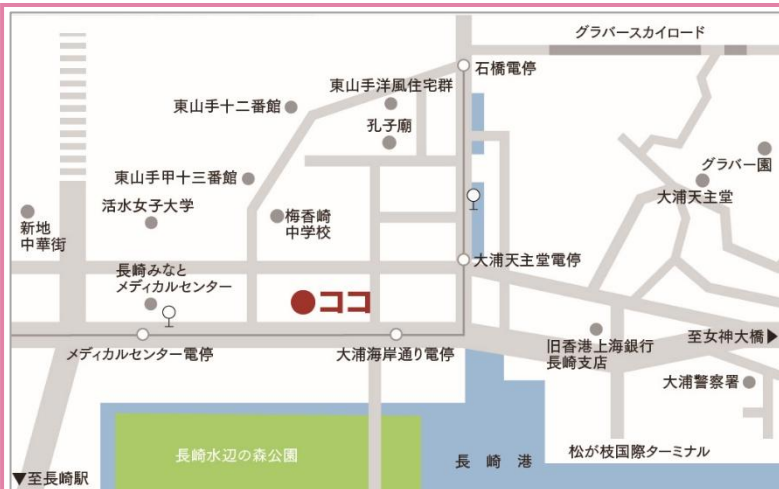 グラバースカイロード
石橋電停
東山手洋風住宅群
東山手十二番館
孔子廟
グラバー園
東山手甲十三番館
大浦天主堂
活水女子大学
新地
中華街
梅香崎
中学校
大浦天主堂電停
長崎みなと
メディカルセンター
ココ
メディカルセンター電停
大浦海岸通り電停
旧香港上海銀行
長崎支店
至女神大橋▶
大浦警察署
長崎水辺の森公園
長崎港
松が枝国際ターミナル
▼至長崎駅